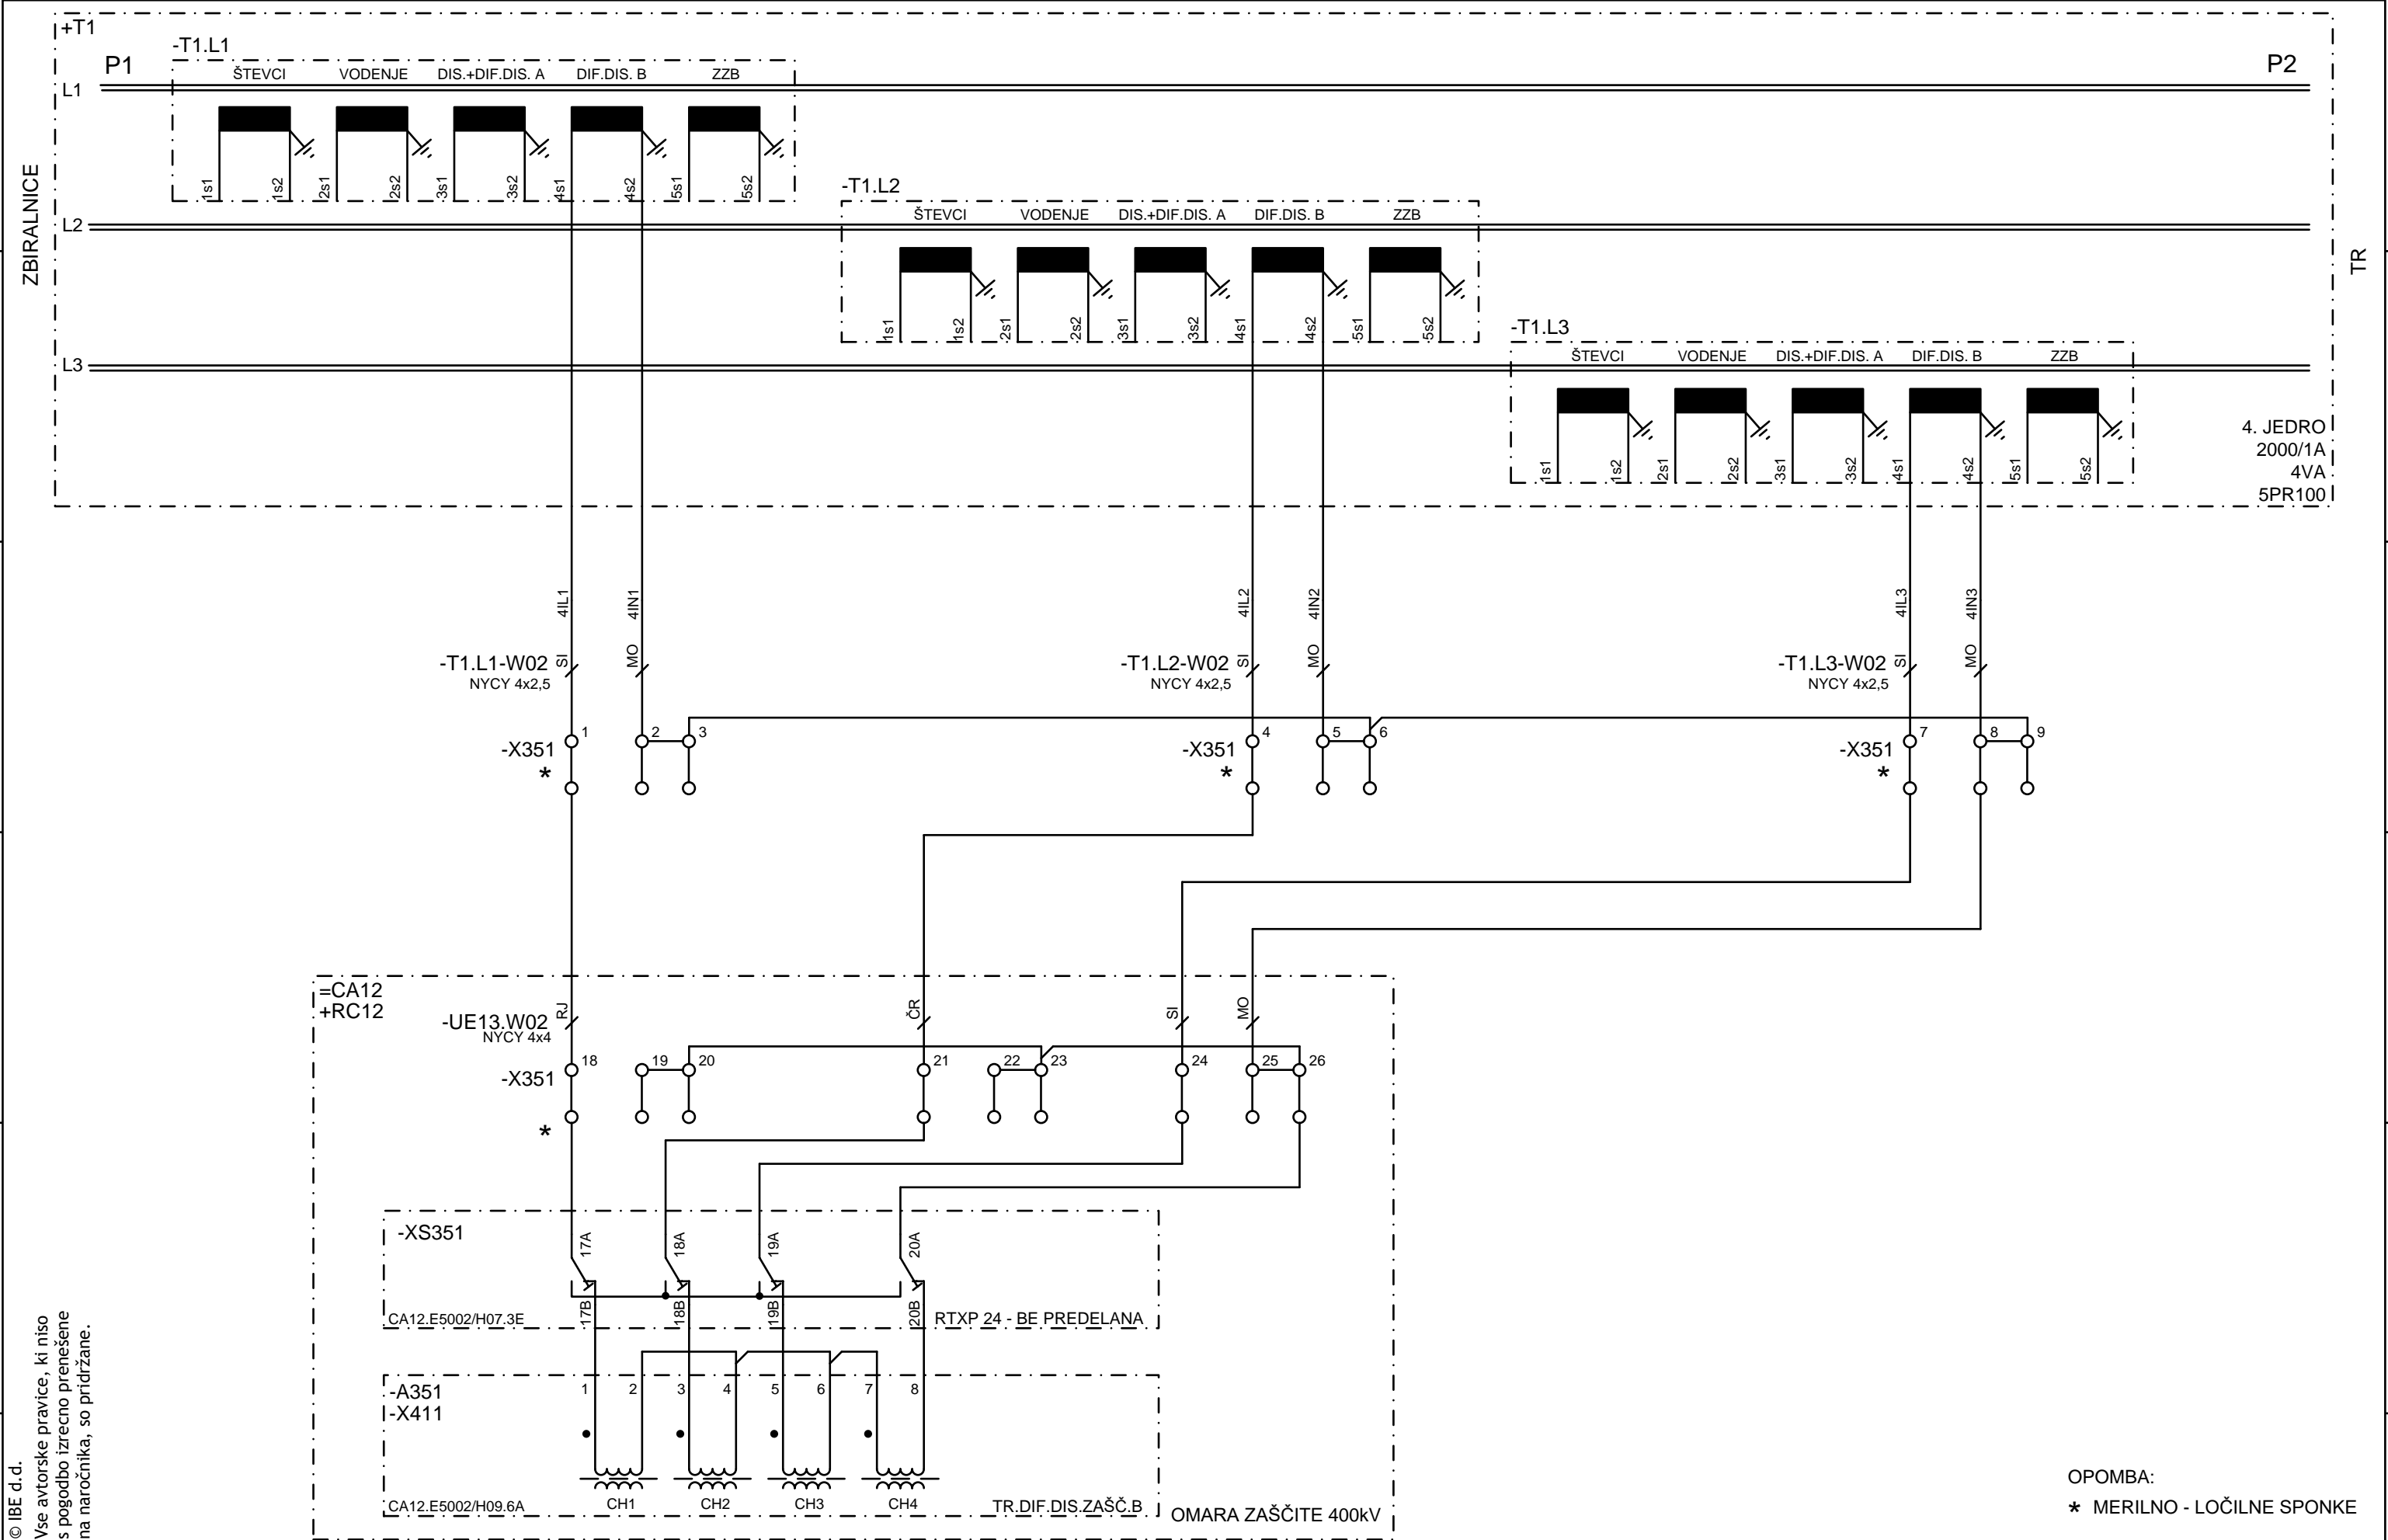 +T1
-T1.L1
P1
P2
ŠTEVCI VODENJE DIS.+DIF.DIS. A DIF.DIS. B ZZB
L1
1s1 1s2 2s1 2s2 3s1 3s2 4s1 4s2 5s1 5s2
ZBIRALNICE
-T1.L2
ŠTEVCI VODENJE DIS.+DIF.DIS. A DIF.DIS. B ZZB
L2
TR
1s1 1s2 2s1 2s2 3s1 3s2 4s1 4s2 5s1 5s2
-T1.L3
ŠTEVCI VODENJE DIS.+DIF.DIS. A DIF.DIS. B ZZB
L3
1s1 1s2 2s1 2s2 3s1 3s2 4s1 4s2 5s1 5s2
4. JEDRO
2000/1A
4VA
5PR100
4IL1 4IN1 4IL2 4IN2 4IL3 4IN3
-T1.L1-W02 SI MO
NYCY 4x2,5
-T1.L2-W02 SI MO
NYCY 4x2,5
-T1.L3-W02 SI MO
NYCY 4x2,5
1 2 3 4 5 6 7 8 9
-X351 -X351 -X351
* * *
=CA12
+RC12
-UE13.W02 RJ ČR SI MO
NYCY 4x4
18 19 20 21 22 23 24 25 26
-X351
*
-XS351
17A 18A 19A 20A
17B 18B 19B 20B
CA12.E5002/H07.3E
RTXP 24 - BE PREDELANA
-A351
-X411
1 2 3 4 5 6 7 8
CH1 CH2 CH3 CH4
CA12.E5002/H09.6A
TR.DIF.DIS.ZAŠČ.B
OMARA ZAŠČITE 400kV
OPOMBA:
* MERILNO - LOČILNE SPONKE
© IBE d.d.
Vse avtorske pravice, ki niso
s pogodbo izrecno prenešene
na naročnika, so pridržane.